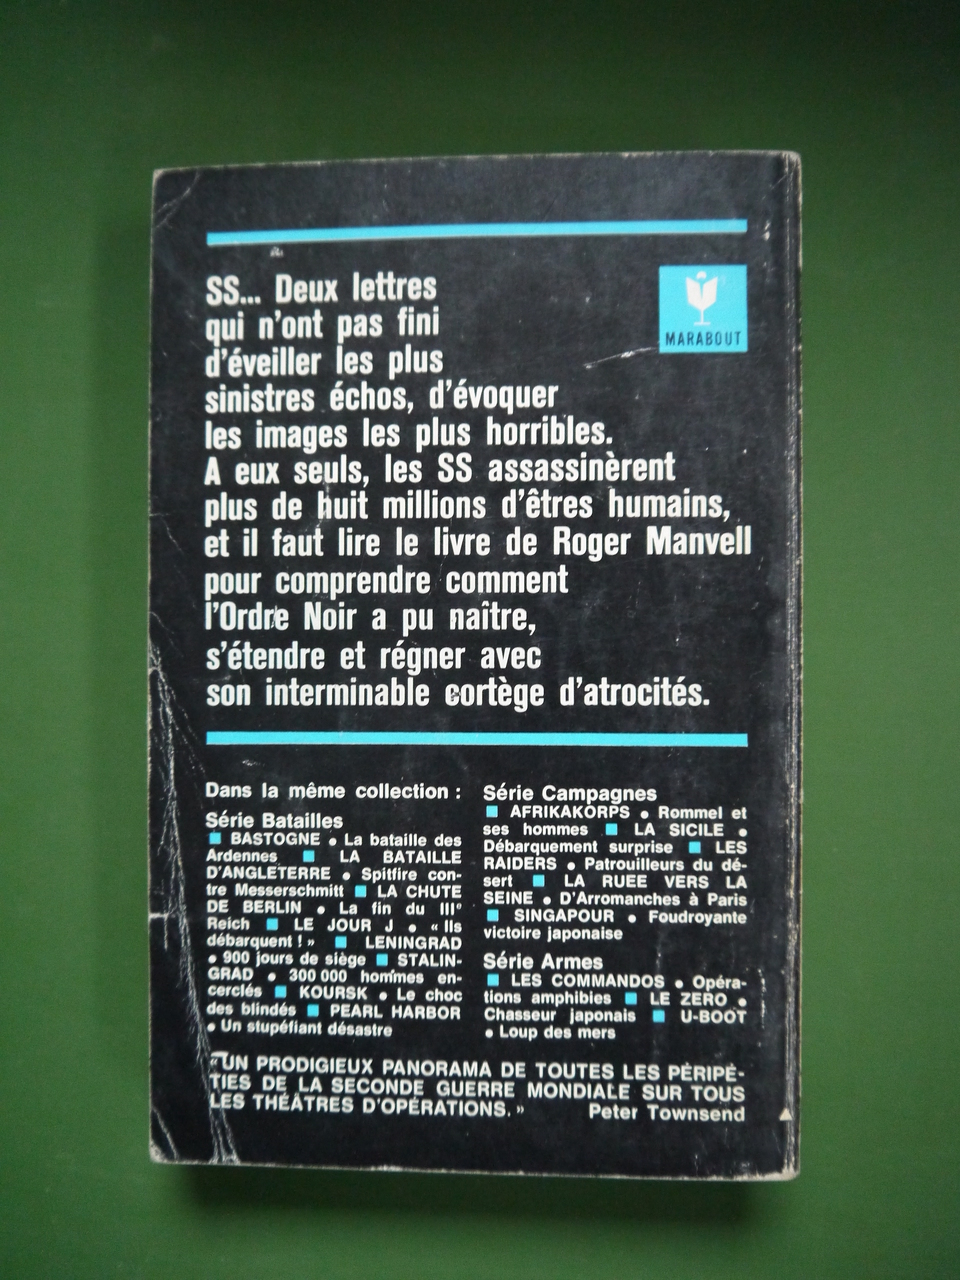 SS... Deux lettres
qui n'ont pas fini
d'éveiller les plus
sinistres échos, d'évoquer
les images les plus horribles.
A eux seuls, les SS assassinèrent
plus de huit millions d'êtres humains,
et il faut lire le livre de Roger Manvell
pour comprendre comment
l'Ordre Noir a pu naître,
s'étendre et régner avec
son interminable cortège d'atrocités.
MARABOUT
Dans la même collection :
Série Batailles
■ BASTOGNE • La bataille des
Ardennes ■ LA BATAILLE
D'ANGLETERRE • Spitfire con-
tre Messerschmitt ■ LA CHUTE
DE BERLIN • La fin du IIIe
Reich ■ LE JOUR J • « Ils
débarquent ! » ■ LENINGRAD
• 900 jours de siège ■ STALIN-
GRAD • 300 000 hommes en-
cerclés ■ KOURSK • Le choc
des blindés ■ PEARL HARBOR
• Un stupéfiant désastre
Série Campagnes
■ AFRIKAKORPS • Rommel et
ses hommes ■ LA SICILE •
Débarquement surprise ■ LES
RAIDERS • Patrouilleurs du dé-
sert ■ LA RUEE VERS LA
SEINE • D'Arromanches à Paris
■ SINGAPOUR • Foudroyante
victoire japonaise
Série Armes
■ LES COMMANDOS • Opéra-
tions amphibies ■ LE ZERO •
Chasseur japonais ■ U-BOOT
• Loup des mers
«UN PRODIGIEUX PANORAMA DE TOUTES LES PÉRIPÉ-
TIES DE LA SECONDE GUERRE MONDIALE SUR TOUS
LES THÉÂTRES D'OPÉRATIONS. » Peter Townsend